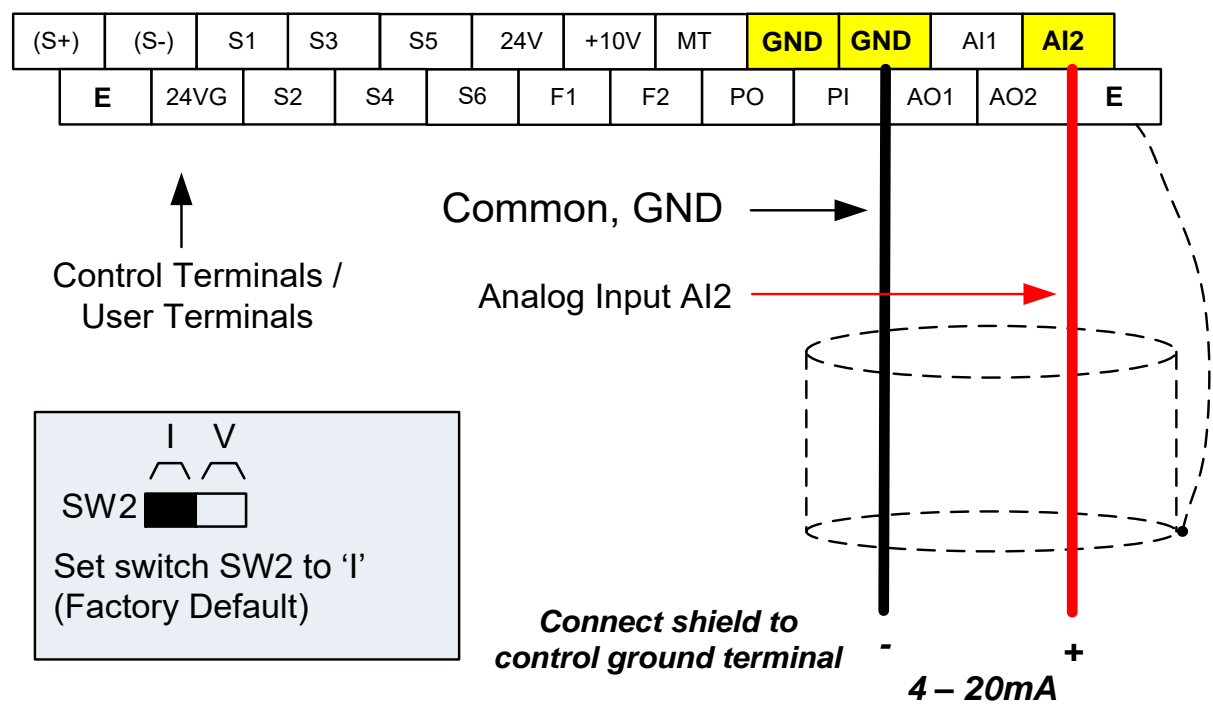 (S+) (S-) S1 S3 S5 24V +10V MT GND GND AI1 AI2
E 24VG S2 S4 S6 F1 F2 PO PI AO1 AO2 E
Common, GND
Control Terminals /
User Terminals
Analog Input AI2
I V
SW2
Set switch SW2 to ‘I’
(Factory Default)
Connect shield to
control ground terminal
- +
4 – 20mA